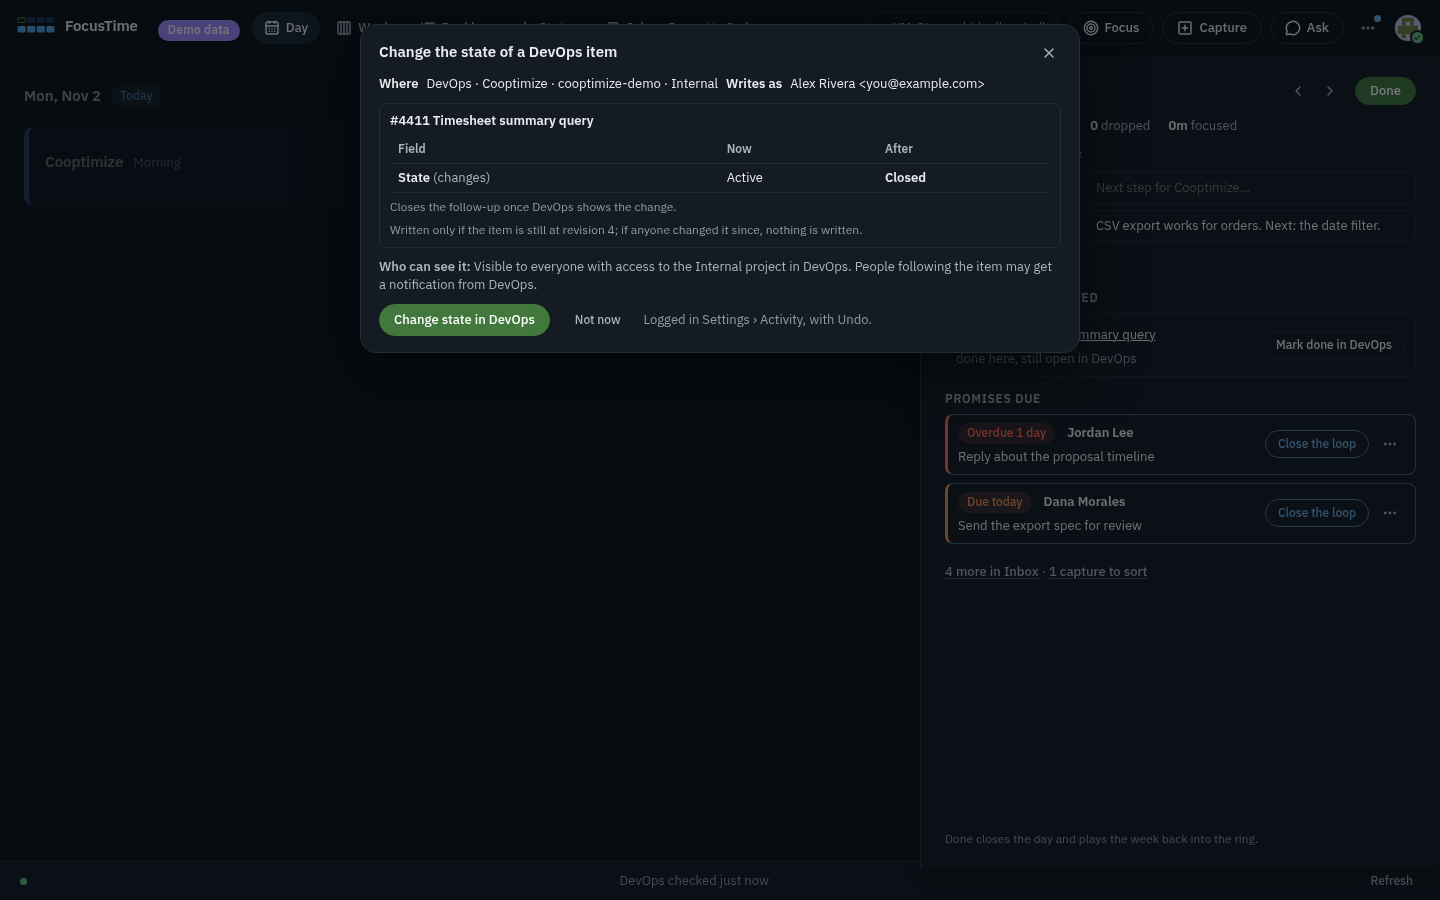 FocusTime
Demo data
Day
Focus
Capture
Ask
Mon, Nov 2
Today
Cooptimize Morning
Change the state of a DevOps item
Where DevOps · Cooptimize · cooptimize-demo · Internal Writes as Alex Rivera <you@example.com>
#4411 Timesheet summary query
Field Now After
State (changes) Active Closed
Closes the follow-up once DevOps shows the change.
Written only if the item is still at revision 4; if anyone changed it since, nothing is written.
Who can see it: Visible to everyone with access to the Internal project in DevOps. People following the item may get
a notification from DevOps.
Change state in DevOps
Not now
Logged in Settings › Activity, with Undo.
Done
0 dropped 0m focused
Next step for Cooptimize...
CSV export works for orders. Next: the date filter.
query
done here, still open in DevOps
Mark done in DevOps
PROMISES DUE
Overdue 1 day Jordan Lee
Reply about the proposal timeline
Close the loop
Due today Dana Morales
Send the export spec for review
Close the loop
4 more in Inbox · 1 capture to sort
Done closes the day and plays the week back into the ring.
DevOps checked just now
Refresh